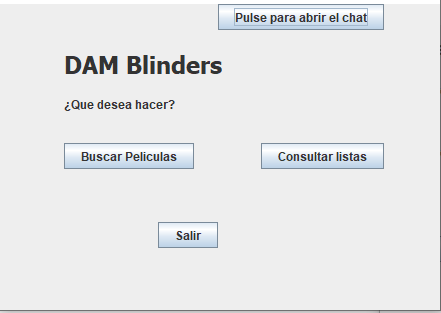 Pulse para abrir el chat
DAM Blinders
¿Que desea hacer?
Buscar Peliculas
Consultar listas
Salir